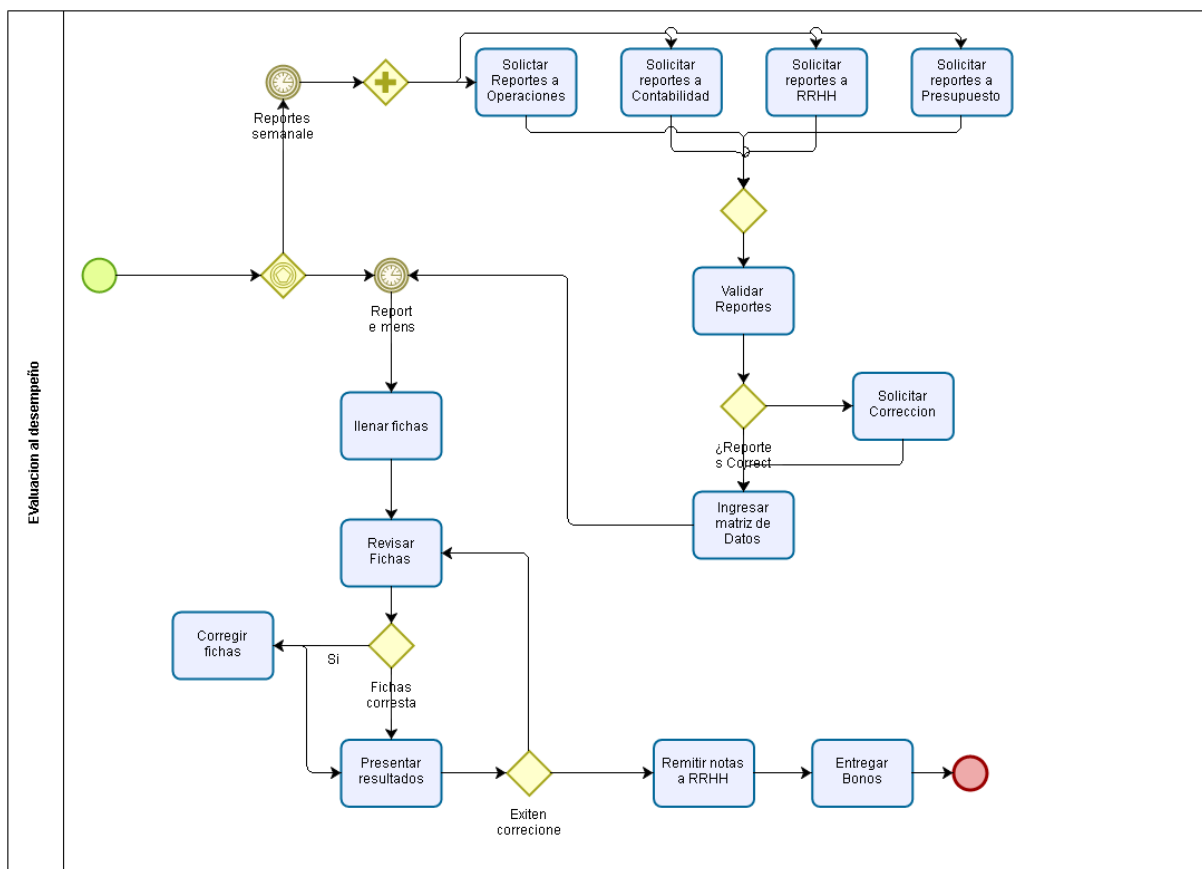 EValuacion al desempeño
Solictar
Reportes a
Operaciones
Solicitar
reportes a
Contabilidad
Solicitar
reportes a
RRHH
Solicitar
reportes a
Presupuesto
Reportes
semanale
Report
e mens
Validar
Reportes
Solicitar
Correccion
¿Reporte
s Correct
Ingresar
matriz de
Datos
llenar fichas
Revisar
Fichas
Corregir
fichas
Si
Fichas
corresta
Presentar
resultados
Exiten
correcione
Remitir notas
a RRHH
Entregar
Bonos